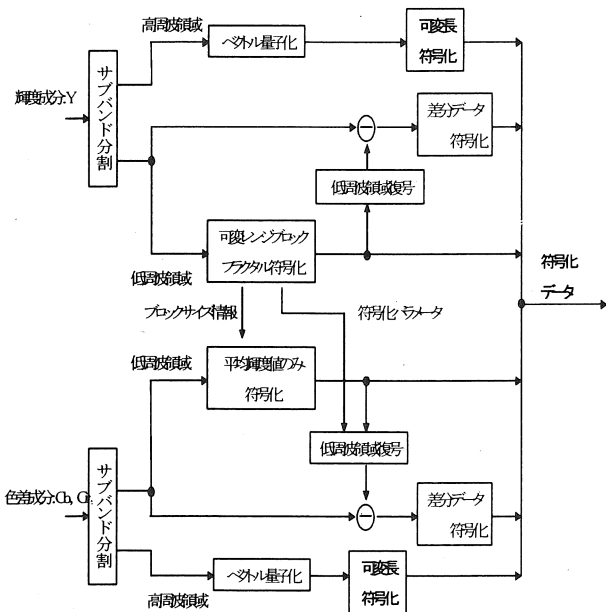 高周波領域
ベクトル量子化
可変長
符号化
輝度成分:Y
サブバンド分割
差分データ
符号化
低周波領域復号
可変レンジブロック
フラクタル符号化
低周波領域
符号化
データ
ブロックサイズ情報
符号化パラメータ
低周波領域
平均輝度値のみ
符号化
低周波領域復号
色差成分:Cb, Cr
サブバンド分割
差分データ
符号化
ベクトル量子化
可変長
符号化
高周波領域